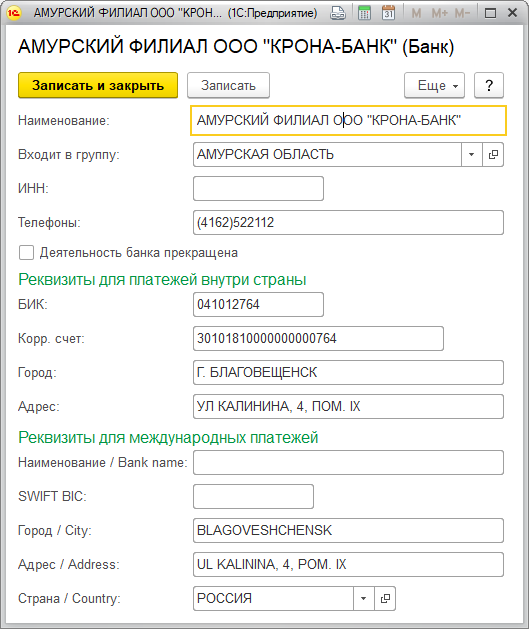 АМУРСКИЙ ФИЛИАЛ ООО "КРОН... (1С:Предприятие) 31 M M+ M-
АМУРСКИЙ ФИЛИАЛ ООО "КРОНА-БАНК" (Банк)
Записать и закрыть Записать Еще ?
Наименование: АМУРСКИЙ ФИЛИАЛ ООО "КРОНА-БАНК"
Входит в группу: АМУРСКАЯ ОБЛАСТЬ
ИНН:
Телефоны: (4162)522112
Деятельность банка прекращена
Реквизиты для платежей внутри страны
БИК: 041012764
Корр. счет: 30101810000000000764
Город: Г. БЛАГОВЕЩЕНСК
Адрес: УЛ КАЛИНИНА, 4, ПОМ. IX
Реквизиты для международных платежей
Наименование / Bank name:
SWIFT BIC:
Город / City: BLAGOVESHCHENSK
Адрес / Address: UL KALININA, 4, POM. IX
Страна / Country: РОССИЯ